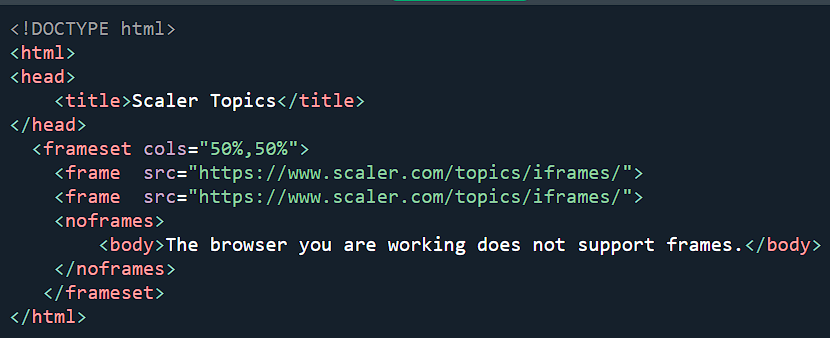 <!DOCTYPE html>
<html>
<head>
    <title>Scaler Topics</title>
</head>
  <frameset cols="50%,50%">
    <frame  src="https://www.scaler.com/topics/iframes/">
    <frame  src="https://www.scaler.com/topics/iframes/">
    <noframes>
        <body>The browser you are working does not support frames.</body>
    </noframes>
   </frameset>
</html>